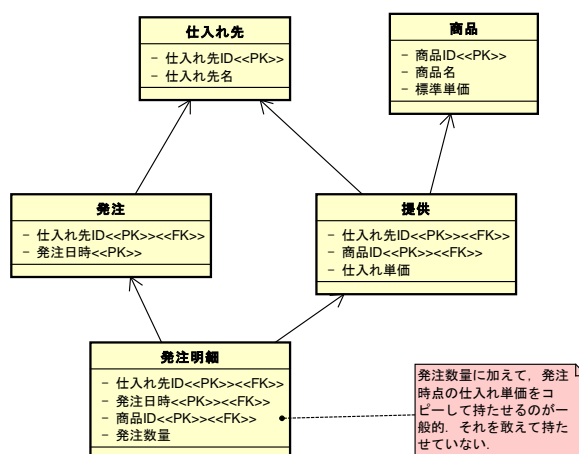 仕入れ先
- 仕入れ先ID<<PK>>
- 仕入れ先名
商品
- 商品ID<<PK>>
- 商品名
- 標準単価
発注
- 仕入れ先ID<<PK>><<FK>>
- 発注日時<<PK>>
提供
- 仕入れ先ID<<PK>><<FK>>
- 商品ID<<PK>><<FK>>
- 仕入れ単価
発注明細
- 仕入れ先ID<<PK>><<FK>>
- 発注日時<<PK>><<FK>>
- 商品ID<<PK>><<FK>>
- 発注数量
発注数量に加えて，発注
時点の仕入れ単価をコ
ピーして持たせるのが一
般的．それを敢えて持た
せていない．